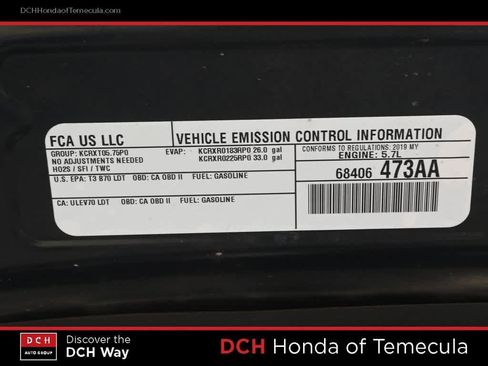 DCHHondaofTemecula.com
FCA US LLC
VEHICLE EMISSION CONTROL INFORMATION
GROUP: KCRXT05.75P0
EVAP: KCRXR0183RP0 26.0 gal
CONFORMS TO REGULATIONS: 2019 MY
NO ADJUSTMENTS NEEDED
KCRXR0225RP0 33.0 gal
ENGINE: 5.7L
HO2S / SFI / TWC
68406 473AA
U.S. EPA: T3 B70 LDT OBD: CA OBD II FUEL: GASOLINE
CA: ULEV70 LDT OBD: CA OBD II FUEL: GASOLINE
DCH
AUTO GROUP
Discover the
DCH Way
DCH Honda of Temecula